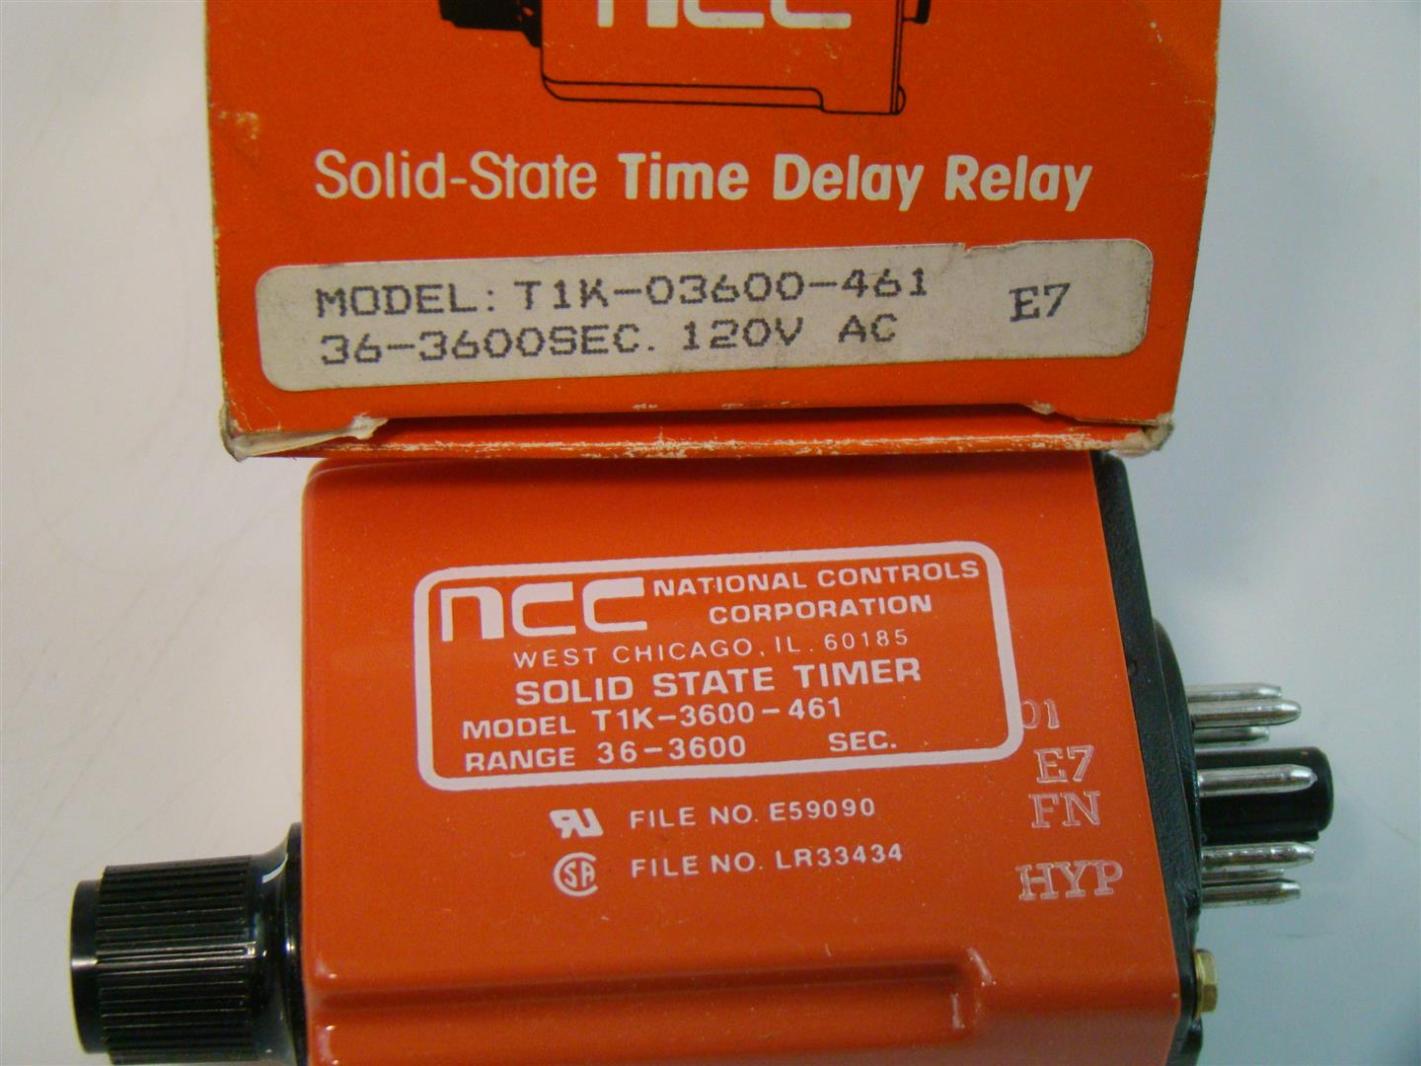 ncc
Solid-State Time Delay Relay
MODEL: T1K-03600-461 E7
36-3600SEC. 120V AC
ncc NATIONAL CONTROLS
CORPORATION
WEST CHICAGO, IL. 60185
SOLID STATE TIMER
MODEL T1K-3600-461
RANGE 36-3600 SEC.
01
E7
FN
HYP
FILE NO. E59090
SA FILE NO. LR33434